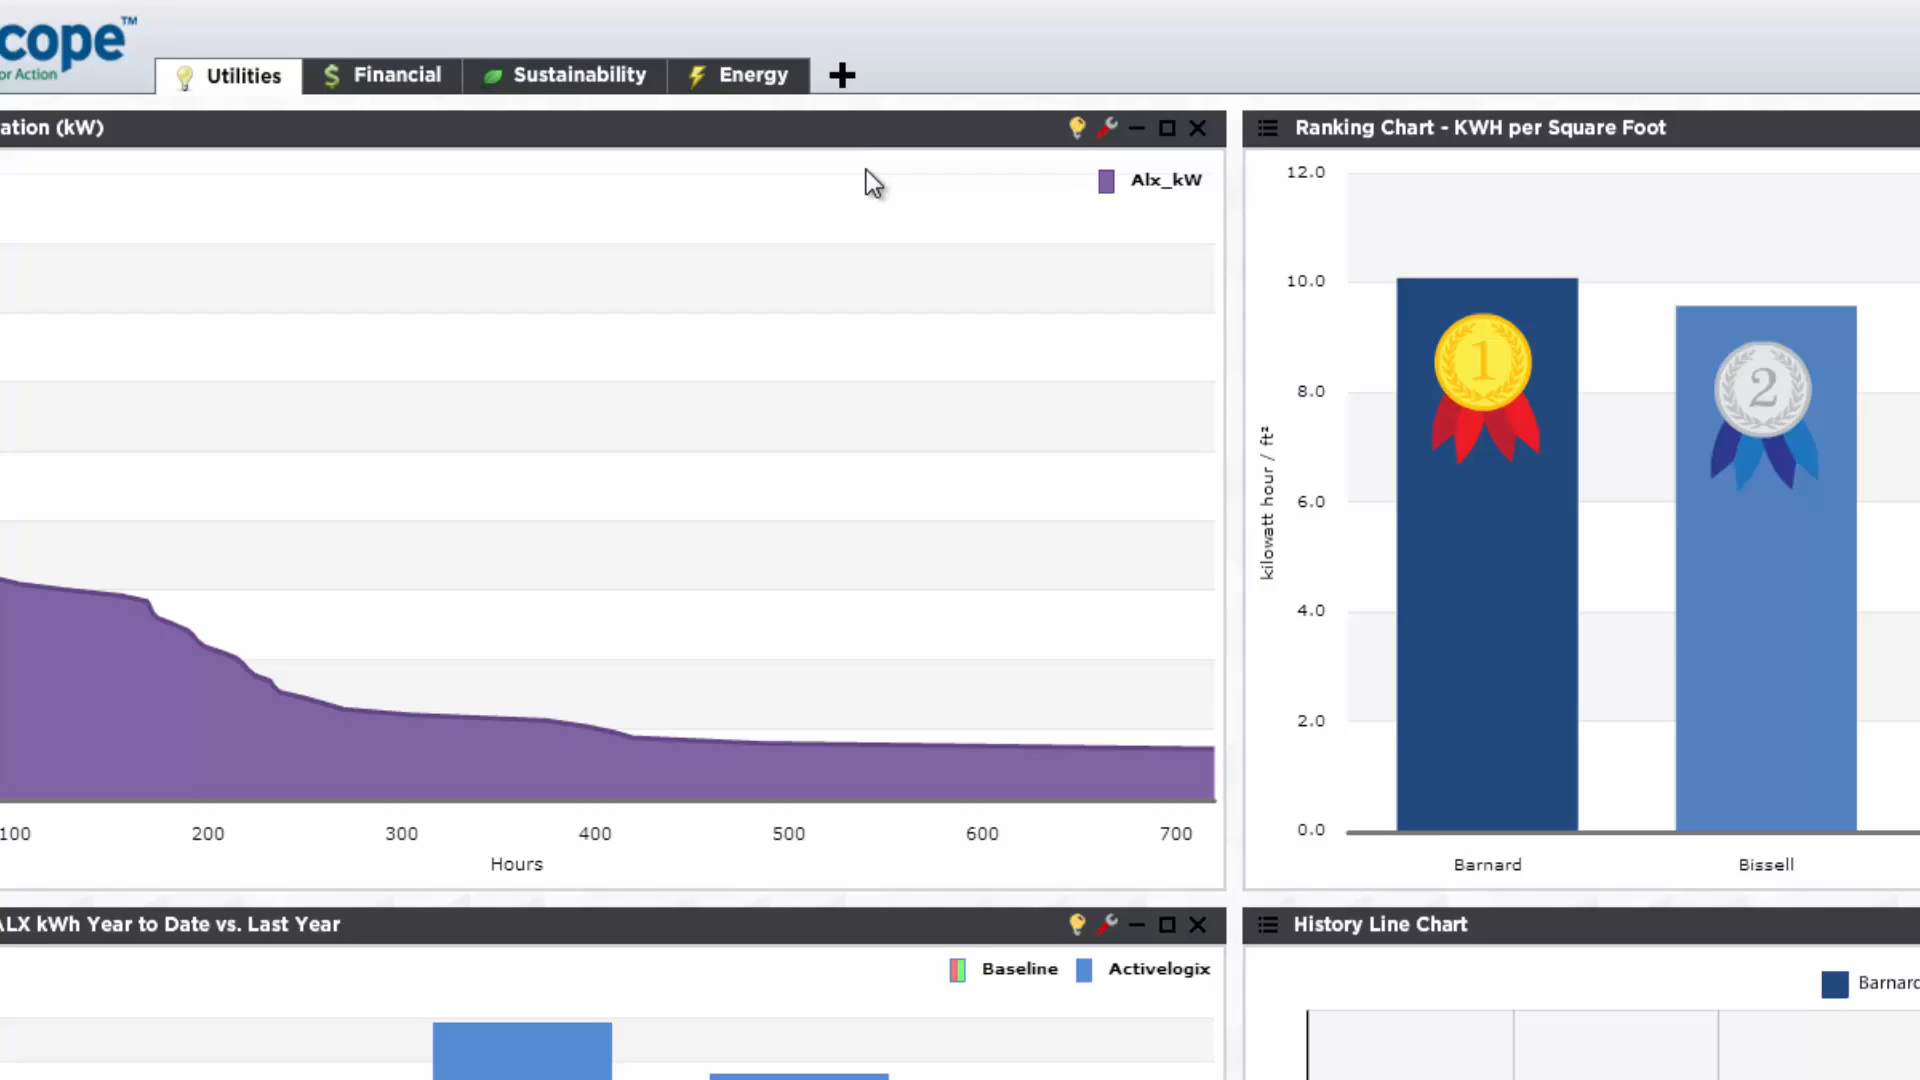 cope™
or Action
Utilities
Financial
Sustainability
Energy
ation (kW)
Alx_kW
100 200 300 400 500 600 700
Hours
Ranking Chart - KWH per Square Foot
12.0
10.0
8.0
6.0
4.0
2.0
0.0
kilowatt hour / ft²
1
2
Barnard Bissell
ALX kWh Year to Date vs. Last Year
Baseline Activelogix
History Line Chart
Barnard